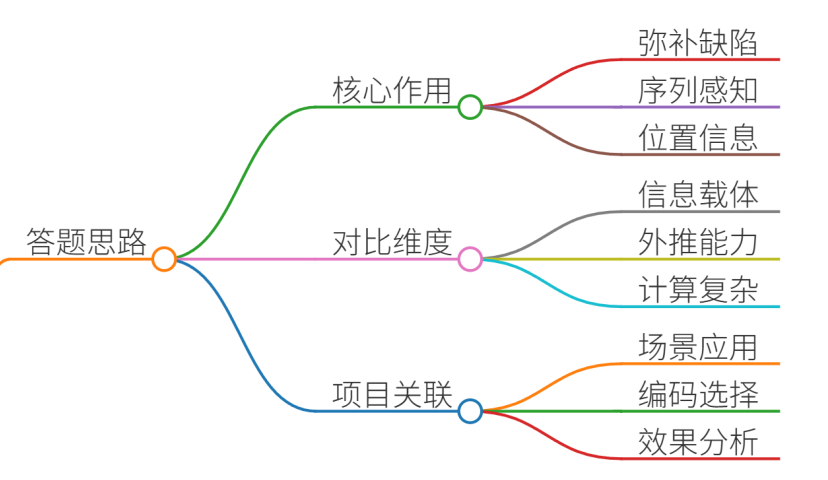 答题思路
核心作用
弥补缺陷
序列感知
位置信息
对比维度
信息载体
外推能力
计算复杂
项目关联
场景应用
编码选择
效果分析